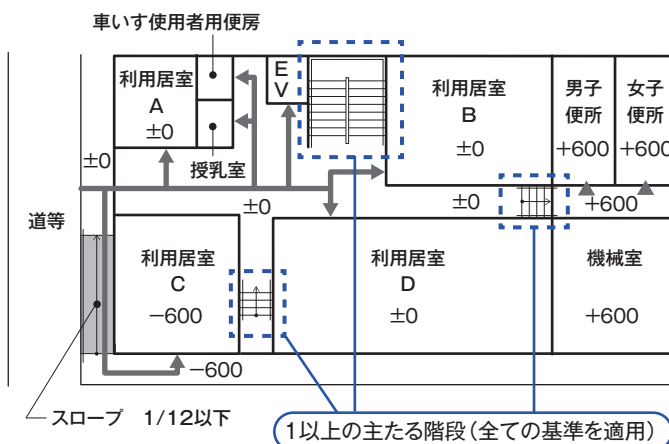 車いす使用者用便房
利用居室
A
±0
E
V
利用居室
B
±0
男子
便所
+600
女子
便所
+600
±0
授乳室
道等
±0
±0
+600
利用居室
C
−600
利用居室
D
±0
機械室
+600
−600
スロープ 1/12以下
1以上の主たる階段(全ての基準を適用)